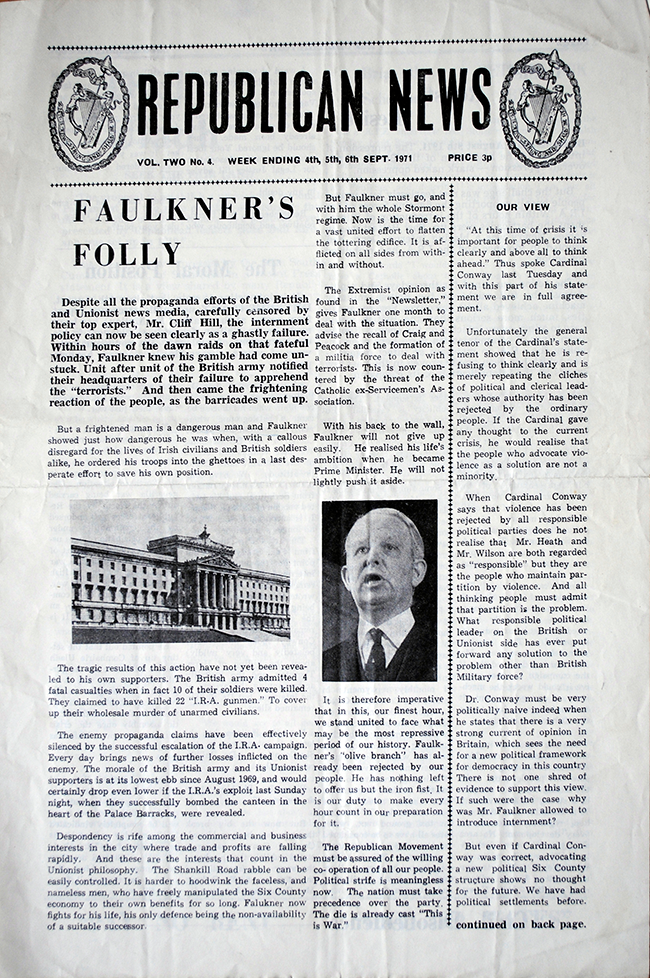 REPUBLICAN NEWS
VOL. TWO No. 4. WEEK ENDING 4th, 5th, 6th SEPT. 1971 PRICE 3p
FAULKNER'S
FOLLY
Despite all the propaganda efforts of the British
and Unionist news media, carefully censored by
their top expert, Mr. Cliff Hill, the internment
policy can now be seen clearly as a ghastly failure.
Within hours of the dawn raids on that fateful
Monday, Faulkner knew his gamble had come un-
stuck. Unit after unit of the British army notified
their headquarters of their failure to apprehend
the "terrorists." And then came the frightening
reaction of the people, as the barricades went up.
But a frightened man is a dangerous man and Faulkner
showed just how dangerous he was when, with a callous
disregard for the lives of Irish civilians and British soldiers
alike, he ordered his troops into the ghettoes in a last des-
perate effort to save his own position.
The tragic results of this action have not yet been revea-
led to his own supporters. The British army admitted 4
fatal casualties when in fact 10 of their soldiers were killed.
They claimed to have killed 22 "I.R.A. gunmen." To cover
up their wholesale murder of unarmed civilians.
The enemy propaganda claims have been effectively
silenced by the successful escalation of the I.R.A. campaign.
Every day brings news of further losses inflicted on the
enemy. The morale of the British army and its Unionist
supporters is at its lowest ebb since August 1969, and would
certainly drop even lower if the I.R.A.'s exploit last Sunday
night, when they successfully bombed the canteen in the
heart of the Palace Barracks, were revealed.
Despondency is rife among the commercial and business
interests in the city where trade and profits are falling
rapidly. And these are the interests that count in the
Unionist philosophy. The Shankill Road rabble can be
easily controlled. It is harder to hoodwink the faceless, and
nameless men, who have freely manipulated the Six County
economy to their own benefits for so long. Falukner now
fights for his life, his only defence being the non-availability
of a suitable successor
But Faulkner must go, and
with him the whole Stormont
regime. Now is the time for
a vast united effort to flatten
the tottering edifice. It is af-
flicted on all sides from with-
in and without.
The Extremist opinion as
found in the "Newsletter,"
gives Faulkner one month to
deal with the situation. They
advise the recall of Craig and
Peacock and the formation of
a militia force to deal with
terrorists. This is now coun-
tered by the threat of the
Catholic ex-Servicemen's As-
sociation.
With his back to the wall,
Faulkner will not give up
easily. He realised his life's
ambition when he became
Prime Minister. He will not
lightly push it aside.
It is therefore imperative
that in this, our finest hour,
we stand united to face what
may be the most repressive
period of our history. Faulk-
ner's "olive branch" has al-
ready been rejected by our
people. He has nothing left
to offer us but the iron fist. It
is our duty to make every
hour count in our preparation
for it.
The Republican Movement
must be assured of the willing
co-operation of all our people.
Political strife is meaningless
now. The nation must take
precedence over the party.
The die is already cast "This
is War."
OUR VIEW
"At this time of crisis it is
important for people to think
clearly and above all to think
ahead." Thus spoke Cardinal
Conway last Tuesday and
with this part of his state-
ment we are in full agree-
ment.
Unfortunately the general
tenor of the Cardinal's state-
ment showed that he is re-
fusing to think clearly and is
merely repeating the cliches
of political and clerical lead-
ers whose authority has been
rejected by the ordinary
people. If the Cardinal gave
any thought to the current
crisis, he would realise that
the people who advocate vio-
lence as a solution are not a
minority.
When Cardinal Conway
says that violence has been
rejected by all responsible
political parties does he not
realise that Mr. Heath and
Mr. Wilson are both regarded
as "responsible" but they are
the people who maintain par-
tition by violence. And all
thinking people must admit
that partition is the problem.
What responsible political
leader on the British or
Unionist side has ever put
forward any solution to the
problem other than British
Military force?
Dr. Conway must be very
politically naive indeed when
he states that there is a very
strong current of opinion in
Britain, which sees the need
for a new political framework
for democracy in this country
There is not one shred of
evidence to support this view.
If such were the case why
was Mr. Faulkner allowed to
introduce internment?
But even if Cardinal Con-
way was correct, advocating
a new political Six County
structure shows no thought
for the future. We have had
political settlements before.
continued on back page.